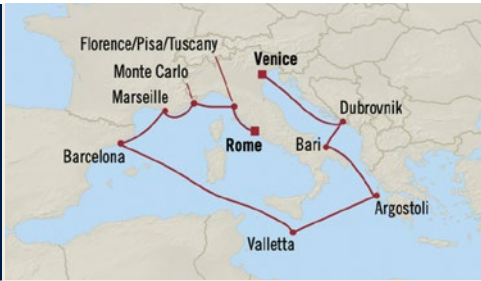 Florence/Pisa/Tuscany
Venice
Monte Carlo
Marseille
Dubrovnik
Rome
Bari
Barcelona
Argostoli
Valletta